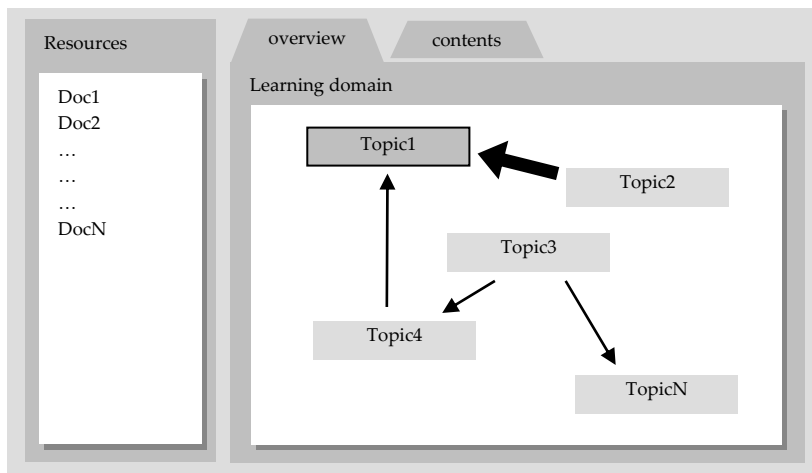 Resources
Doc1
Doc2
…
…
…
DocN
overview
contents
Learning domain
Topic1
Topic2
Topic3
Topic4
TopicN